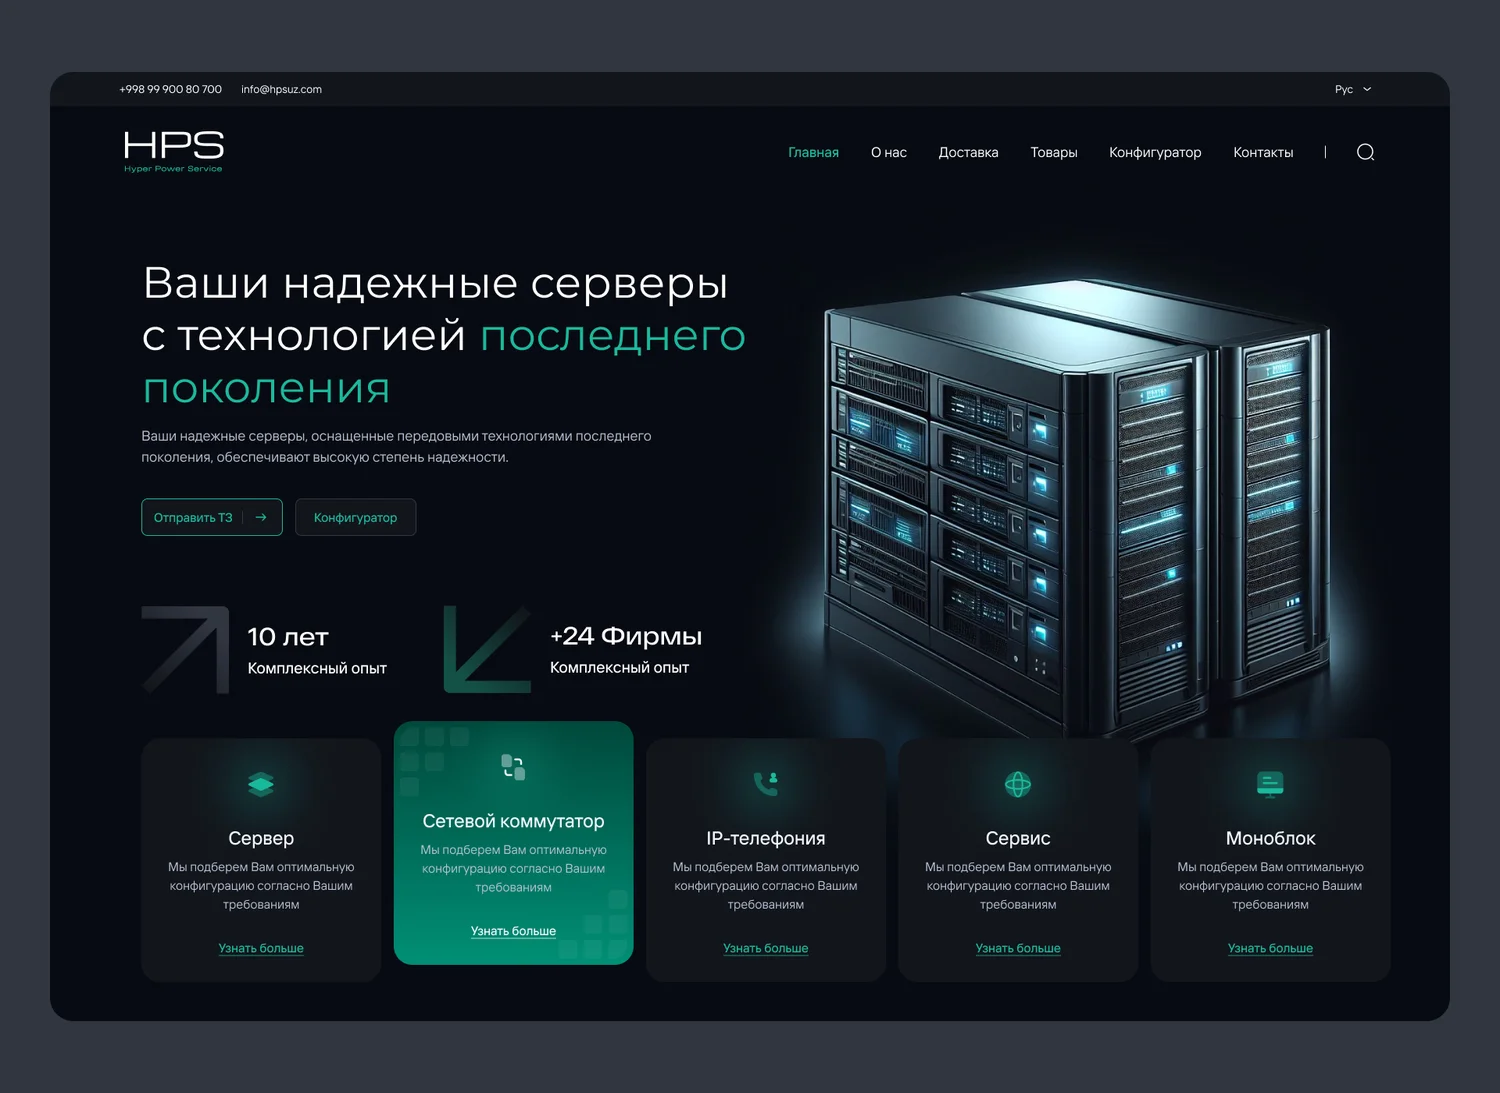 +998 99 900 80 700 info@hpsuz.com Рус
HPS
Hyper Power Service
Главная О нас Доставка Товары Конфигуратор Контакты
Ваши надежные серверы
с технологией последнего
поколения
Ваши надежные серверы, оснащенные передовыми технологиями последнего
поколения, обеспечивают высокую степень надежности.
Отправить ТЗ Конфигуратор
10 лет
Комплексный опыт
+24 Фирмы
Комплексный опыт
Сервер
Мы подберем Вам оптимальную
конфигурацию согласно Вашим
требованиям
Узнать больше
Сетевой коммутатор
Мы подберем Вам оптимальную
конфигурацию согласно Вашим
требованиям
Узнать больше
IP-телефония
Мы подберем Вам оптимальную
конфигурацию согласно Вашим
требованиям
Узнать больше
Сервис
Мы подберем Вам оптимальную
конфигурацию согласно Вашим
требованиям
Узнать больше
Моноблок
Мы подберем Вам оптимальную
конфигурацию согласно Вашим
требованиям
Узнать больше